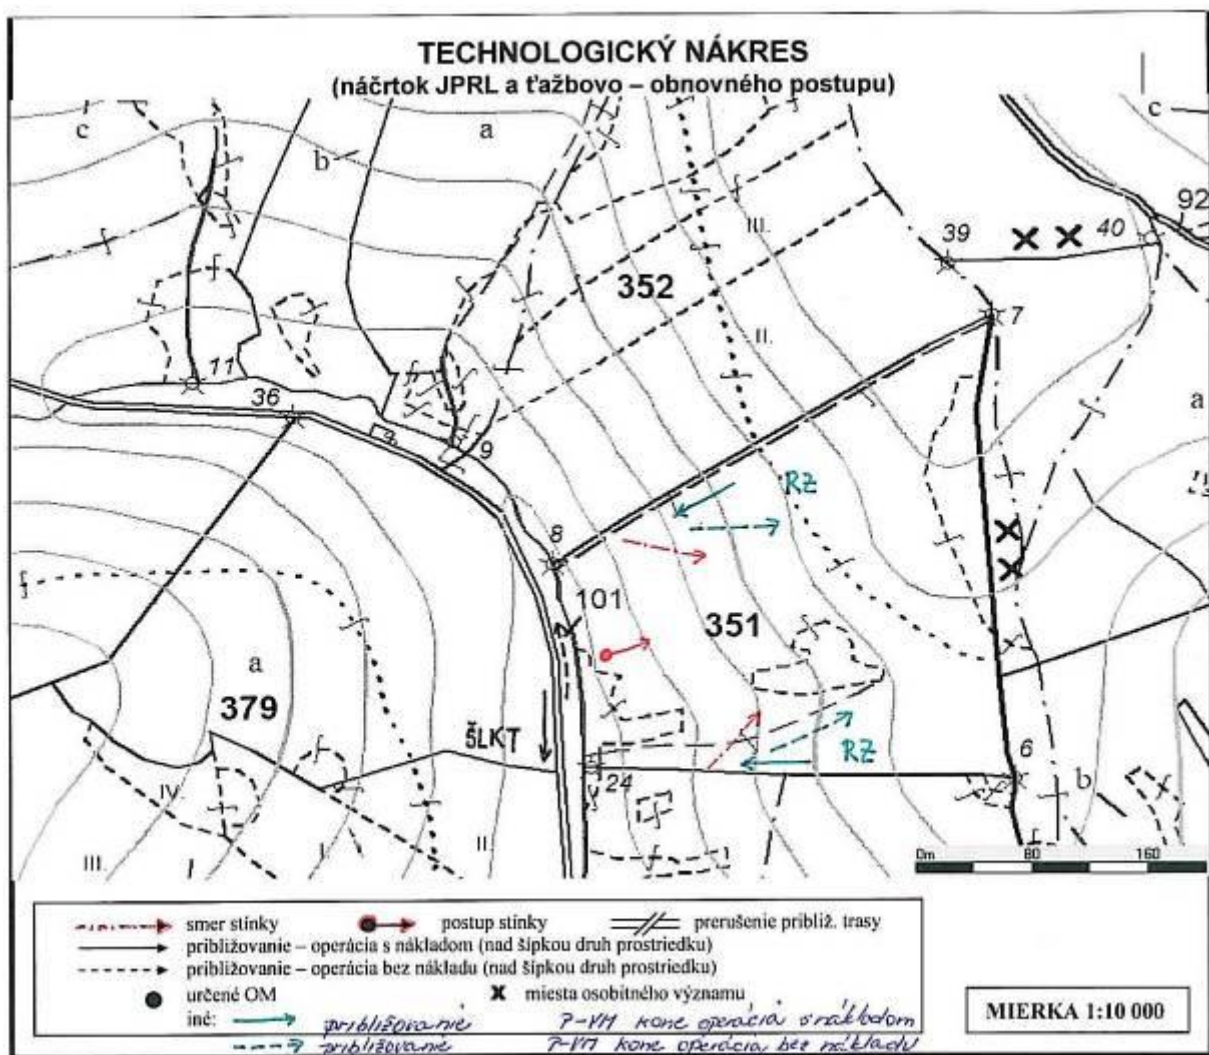 TECHNOLOGICKÝ NÁKRES
(náčrtok JPRL a ťažbovo – obnovného postupu)
c
a
b
c
92
39
40
III.
352
7
II.
11
36
a
9
RZ
8
101
351
a
379
ŠLKT
6
RZ
24
b
IV.
III.
II.
0m 80 160
smer stínky postup stínky prerušenie približ. trasy
približovanie – operácia s nákladom (nad šípkou druh prostriedku)
približovanie – operácia bez nákladu (nad šípkou druh prostriedku)
určené OM X miesta osobitného významu
iné: približovanie P-VM kone operácia s nákladom
približovanie P-VM kone operácia bez nákladu
MIERKA 1:10 000